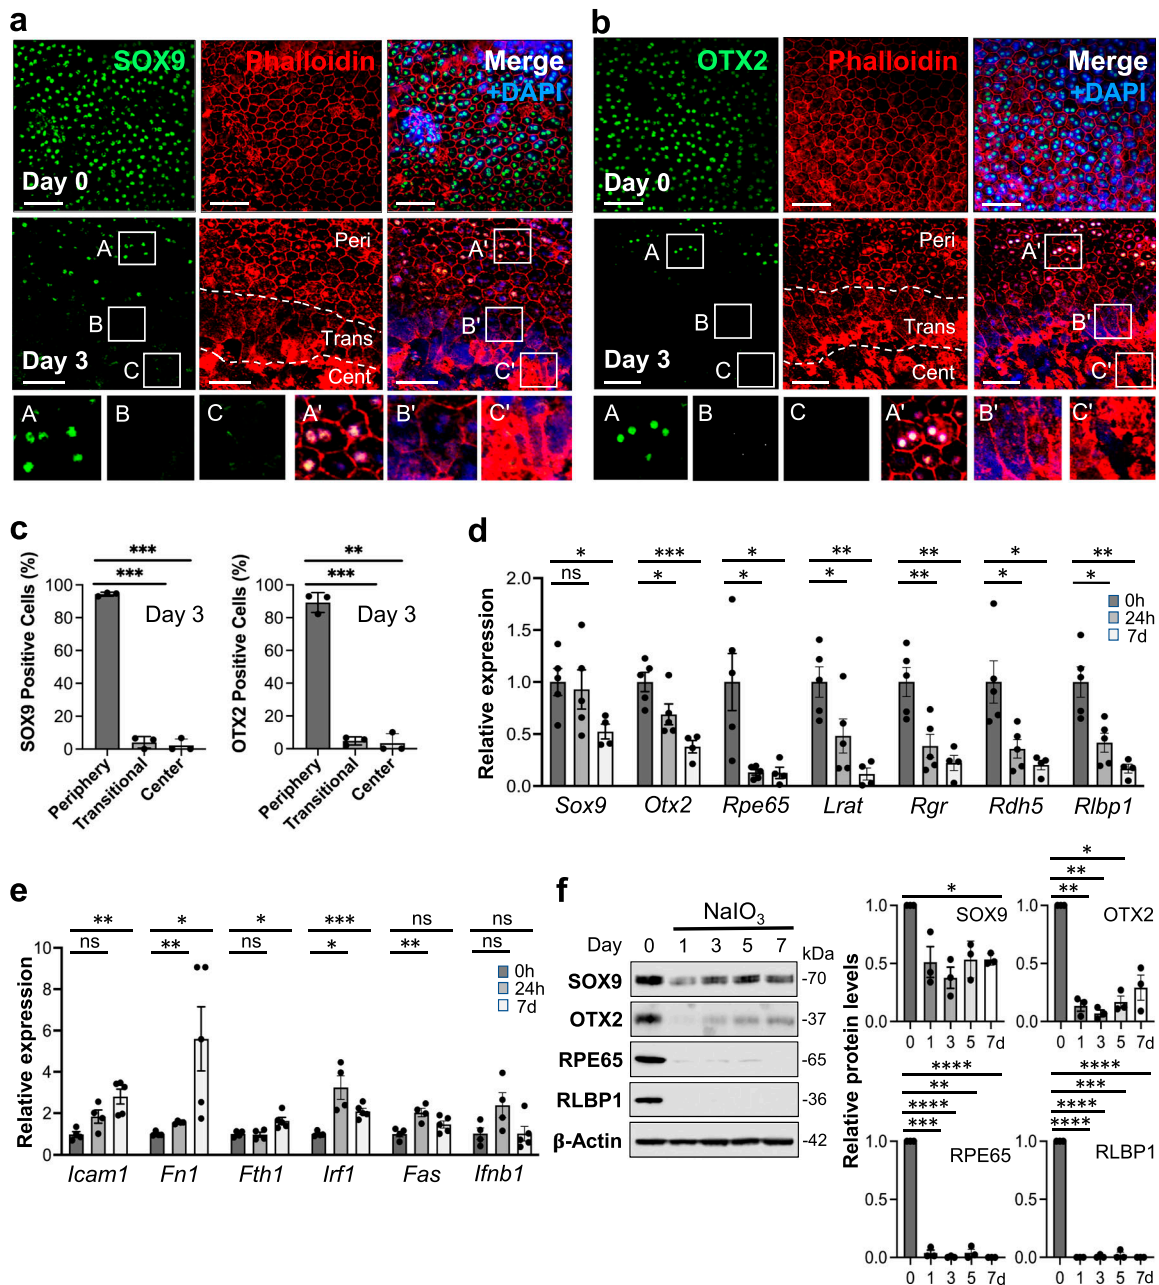 a
SOX9
Phalloidin
Merge
+DAPI
Day 0
A
B
C
Day 3
Peri
Trans
Cent
A'
B'
C'
A
B
C
A'
B'
C'
b
OTX2
Phalloidin
Merge
+DAPI
Day 0
A
B
C
Day 3
Peri
Trans
Cent
A'
B'
C'
A
B
C
A'
B'
C'
c
SOX9 Positive Cells (%)
100
80
60
40
20
0
***
***
Day 3
Periphery
Transitional
Center
OTX2 Positive Cells (%)
100
80
60
40
20
0
**
***
Day 3
Periphery
Transitional
Center
d
Relative expression
2.0
1.5
1.0
0.5
0.0
* *** * ** ** * **
ns * * * ** * *
0h
24h
7d
Sox9 Otx2 Rpe65 Lrat Rgr Rdh5 Rlbp1
e
Relative expression
10
8
6
4
2
0
** * * *** ns ns
ns ** ns * ** ns
0h
24h
7d
Icam1 Fn1 Fth1 Irf1 Fas Ifnb1
f
NaIO3
Day 0 1 3 5 7 kDa
SOX9 -70
OTX2 -37
RPE65 -65
RLBP1 -36
β-Actin -42
Relative protein levels
*
SOX9
1.0
0.5
0.0
0 1 3 5 7d
*
**
**
OTX2
1.0
0.5
0.0
0 1 3 5 7d
****
**
****
***
RPE65
1.0
0.5
0.0
0 1 3 5 7d
****
***
****
****
RLBP1
1.0
0.5
0.0
0 1 3 5 7d